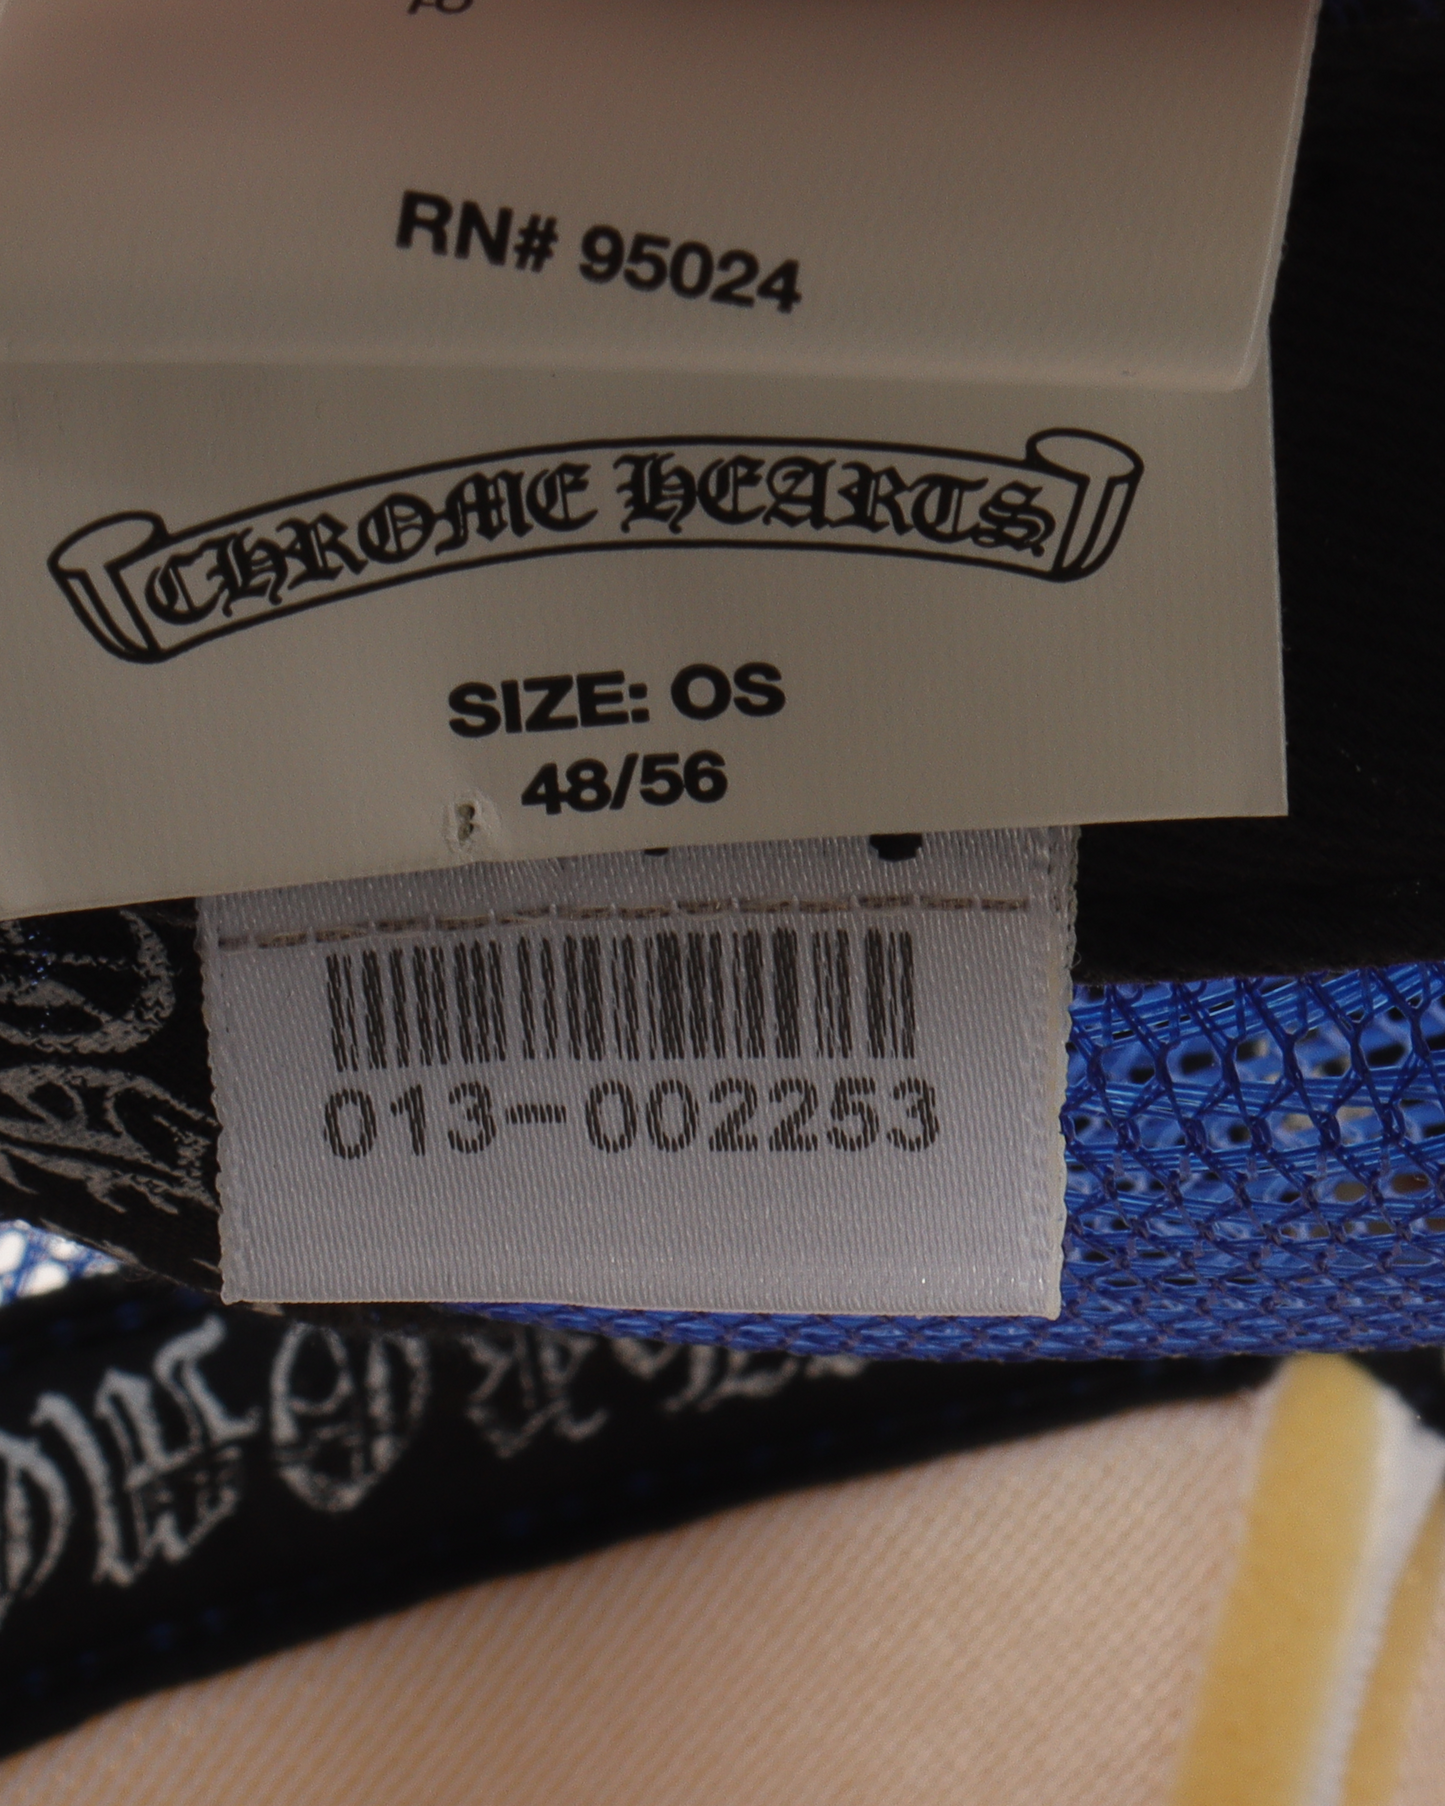 RN# 95024
CHROME HEARTS
SIZE: OS
48/56
013-002253